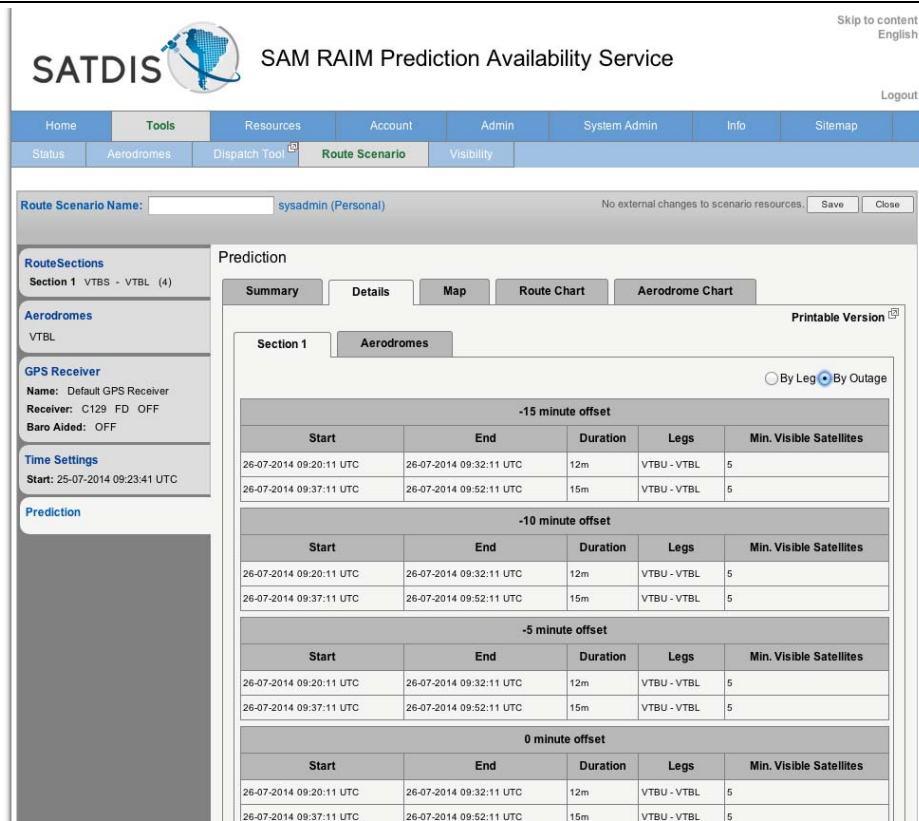 Skip to content
English
SATDIS
SAM RAIM Prediction Availability Service
Logout
Home Tools Resources Account Admin System Admin Info Sitemap
Status Aerodromes Dispatch Tool Route Scenario Visibility
Route Scenario Name: sysadmin (Personal) No external changes to scenario resources. Save Close
RouteSections
Section 1 VTBS - VTBL (4)
Aerodromes
VTBL
GPS Receiver
Name: Default GPS Receiver
Receiver: C129 FD OFF
Baro Aided: OFF
Time Settings
Start: 25-07-2014 09:23:41 UTC
Prediction
Prediction
Summary Details Map Route Chart Aerodrome Chart
Printable Version
Section 1 Aerodromes
By Leg By Outage
-15 minute offset
Start End Duration Legs Min. Visible Satellites
26-07-2014 09:20:11 UTC 26-07-2014 09:32:11 UTC 12m VTBU - VTBL 5
26-07-2014 09:37:11 UTC 26-07-2014 09:52:11 UTC 15m VTBU - VTBL 5
-10 minute offset
Start End Duration Legs Min. Visible Satellites
26-07-2014 09:20:11 UTC 26-07-2014 09:32:11 UTC 12m VTBU - VTBL 5
26-07-2014 09:37:11 UTC 26-07-2014 09:52:11 UTC 15m VTBU - VTBL 5
-5 minute offset
Start End Duration Legs Min. Visible Satellites
26-07-2014 09:20:11 UTC 26-07-2014 09:32:11 UTC 12m VTBU - VTBL 5
26-07-2014 09:37:11 UTC 26-07-2014 09:52:11 UTC 15m VTBU - VTBL 5
0 minute offset
Start End Duration Legs Min. Visible Satellites
26-07-2014 09:20:11 UTC 26-07-2014 09:32:11 UTC 12m VTBU - VTBL 5
26-07-2014 09:37:11 UTC 26-07-2014 09:52:11 UTC 15m VTBU - VTBL 5